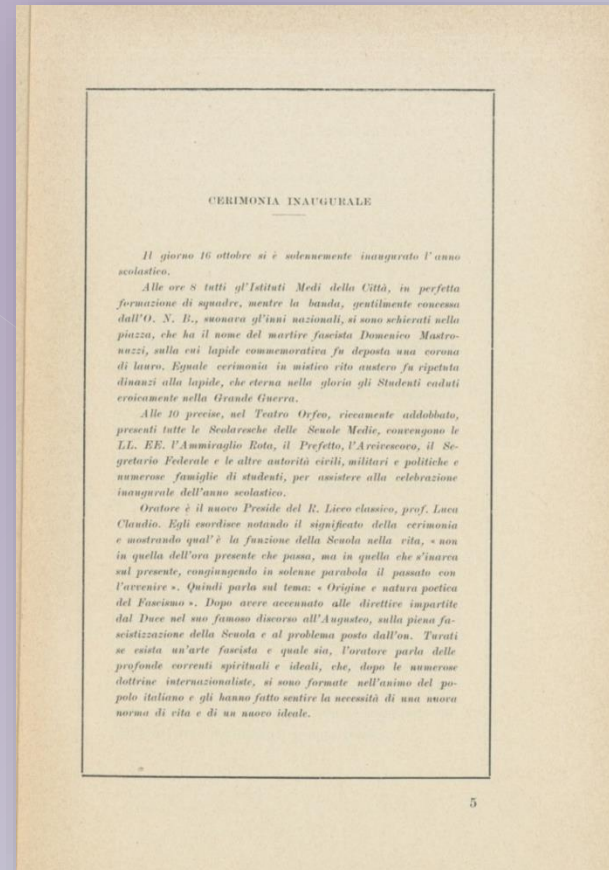 CERIMONIA INAUGURALE
Il giorno 16 ottobre si è solennemente inaugurato l'anno
scolastico.
Alle ore 8 tutti gl'Istituti Medi della Città, in perfetta
formazione di squadre, mentre la banda, gentilmente concessa
dall'O. N. B., suonava gl'inni nazionali, si sono schierati nella
piazza, che ha il nome del martire fascista Domenico Mastro-
nuzzi, sulla cui lapide commemorativa fu deposta una corona
di lauro. Eguale cerimonia in mistico rito austero fu ripetuta
dinanzi alla lapide, che eterna nella gloria gli Studenti caduti
eroicamente nella Grande Guerra.
Alle 10 precise, nel Teatro Orfeo, riccamente addobbato,
presenti tutte le Scolaresche delle Scuole Medie, convengono le
LL. EE. l'Ammiraglio Rota, il Prefetto, l'Arcivescovo, il Se-
gretario Federale e le altre autorità civili, militari e politiche e
numerose famiglie di studenti, per assistere alla celebrazione
inaugurale dell'anno scolastico.
Oratore è il nuovo Preside del R. Liceo classico, prof. Luca
Claudio. Egli esordisce notando il significato della cerimonia
e mostrando qual'è la funzione della Scuola nella vita, « non
in quella dell'ora presente che passa, ma in quella che s'inarca
sul presente, congiungendo in solenne parabola il passato con
l'avvenire ». Quindi parla sul tema: « Origine e natura poetica
del Fascismo ». Dopo avere accennato alle direttive impartite
dal Duce nel suo famoso discorso all'Augusteo, sulla piena fa-
scistizzazione della Scuola e al problema posto dall'on. Turati
se esista un'arte fascista e quale sia, l'oratore parla delle
profonde correnti spirituali e ideali, che, dopo le numerose
dottrine internazionaliste, si sono formate nell'animo del po-
polo italiano e gli hanno fatto sentire la necessità di una nuova
norma di vita e di un nuovo ideale.
5